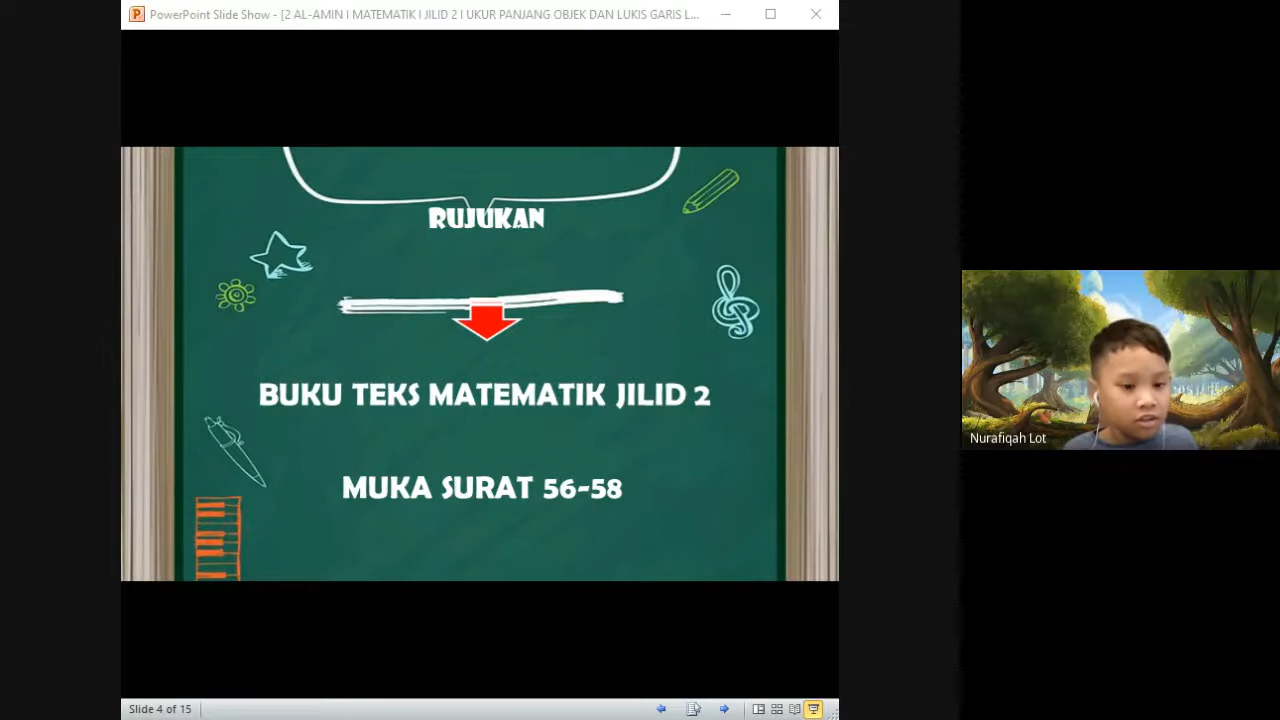 PowerPoint Slide Show - [2 AL-AMIN I MATEMATIK I JILID 2 I UKUR PANJANG OBJEK DAN LUKIS GARIS L...
RUJUKAN
BUKU TEKS MATEMATIK JILID 2
MUKA SURAT 56-58
Nurafiqah Lot
Slide 4 of 15